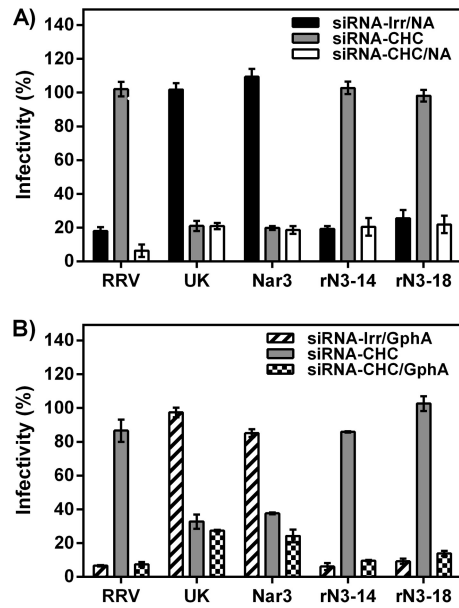 A)
siRNA-Irr/NA
siRNA-CHC
siRNA-CHC/NA
Infectivity (%)
140
120
100
80
60
40
20
0
RRV UK Nar3 rN3-14 rN3-18
B)
siRNA-Irr/GphA
siRNA-CHC
siRNA-CHC/GphA
Infectivity (%)
140
120
100
80
60
40
20
0
RRV UK Nar3 rN3-14 rN3-18